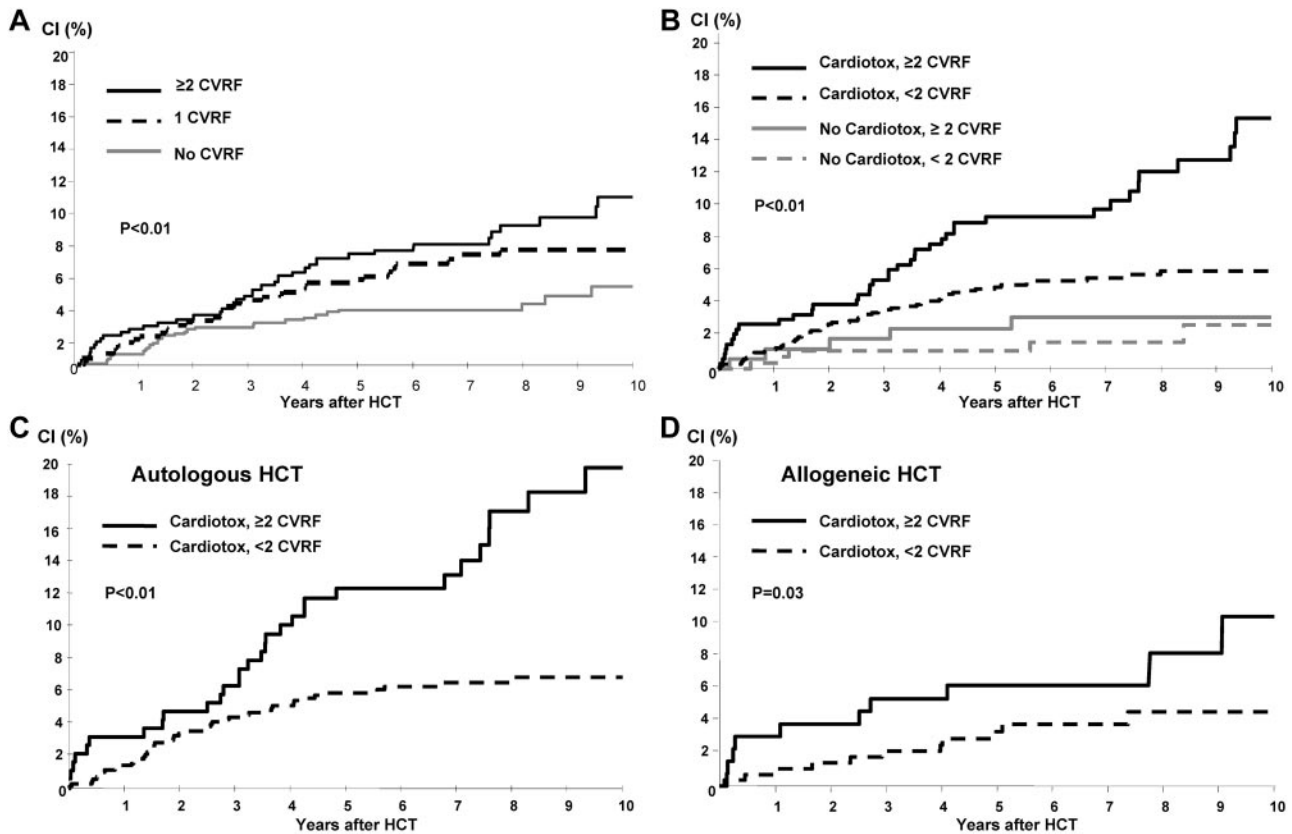 A
CI (%)
20
18
16
14
12
10
8
6
4
2
0
≥2 CVRF
1 CVRF
No CVRF
P<0.01
1 2 3 4 5 6 7 8 9 10
Years after HCT
B
CI (%)
20
18
16
14
12
10
8
6
4
2
0
Cardiotox, ≥2 CVRF
Cardiotox, <2 CVRF
No Cardiotox, ≥ 2 CVRF
No Cardiotox, < 2 CVRF
P<0.01
1 2 3 4 5 6 7 8 9 10
Years after HCT
C
CI (%)
20
18
16
14
12
10
8
6
4
2
0
Autologous HCT
Cardiotox, ≥2 CVRF
Cardiotox, <2 CVRF
P<0.01
1 2 3 4 5 6 7 8 9 10
Years after HCT
D
CI (%)
20
18
16
14
12
10
8
6
4
2
0
Allogeneic HCT
Cardiotox, ≥2 CVRF
Cardiotox, <2 CVRF
P=0.03
1 2 3 4 5 6 7 8 9 10
Years after HCT